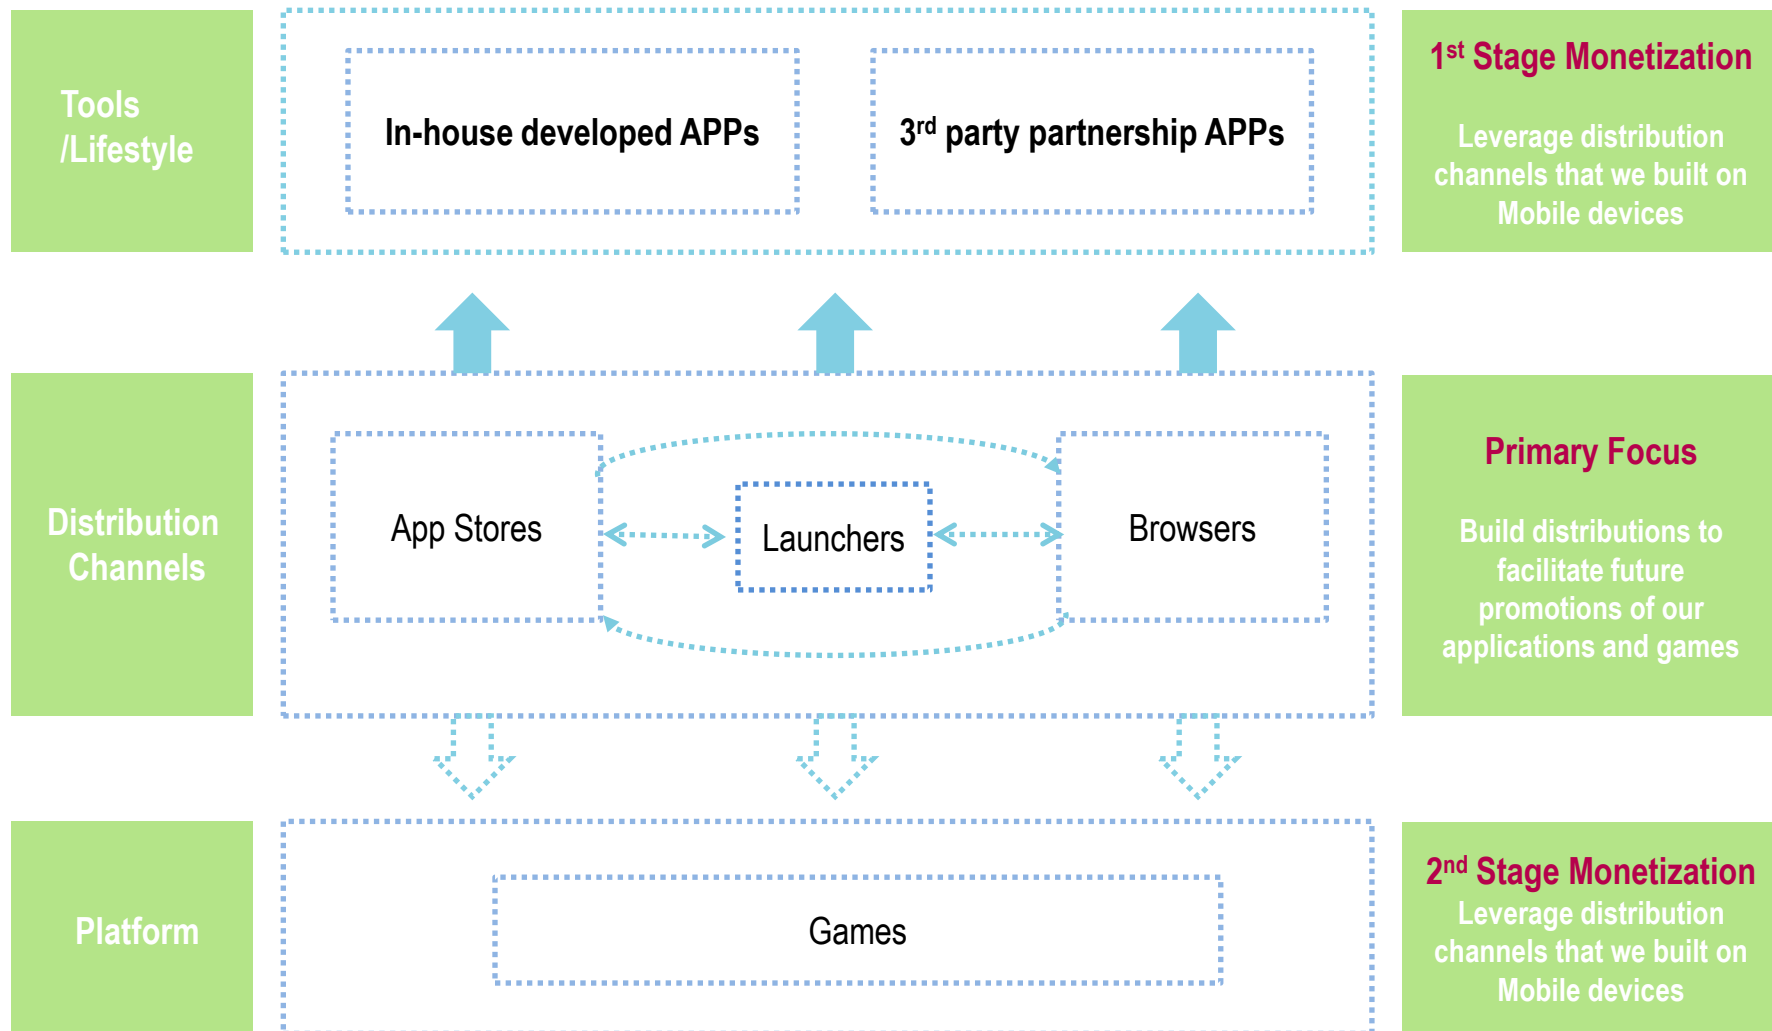 Tools
/Lifestyle
In-house developed APPs
3rd party partnership APPs
1st Stage Monetization
Leverage distribution
channels that we built on
Mobile devices
Distribution
Channels
App Stores
Launchers
Browsers
Primary Focus
Build distributions to
facilitate future
promotions of our
applications and games
Platform
Games
2nd Stage Monetization
Leverage distribution
channels that we built on
Mobile devices